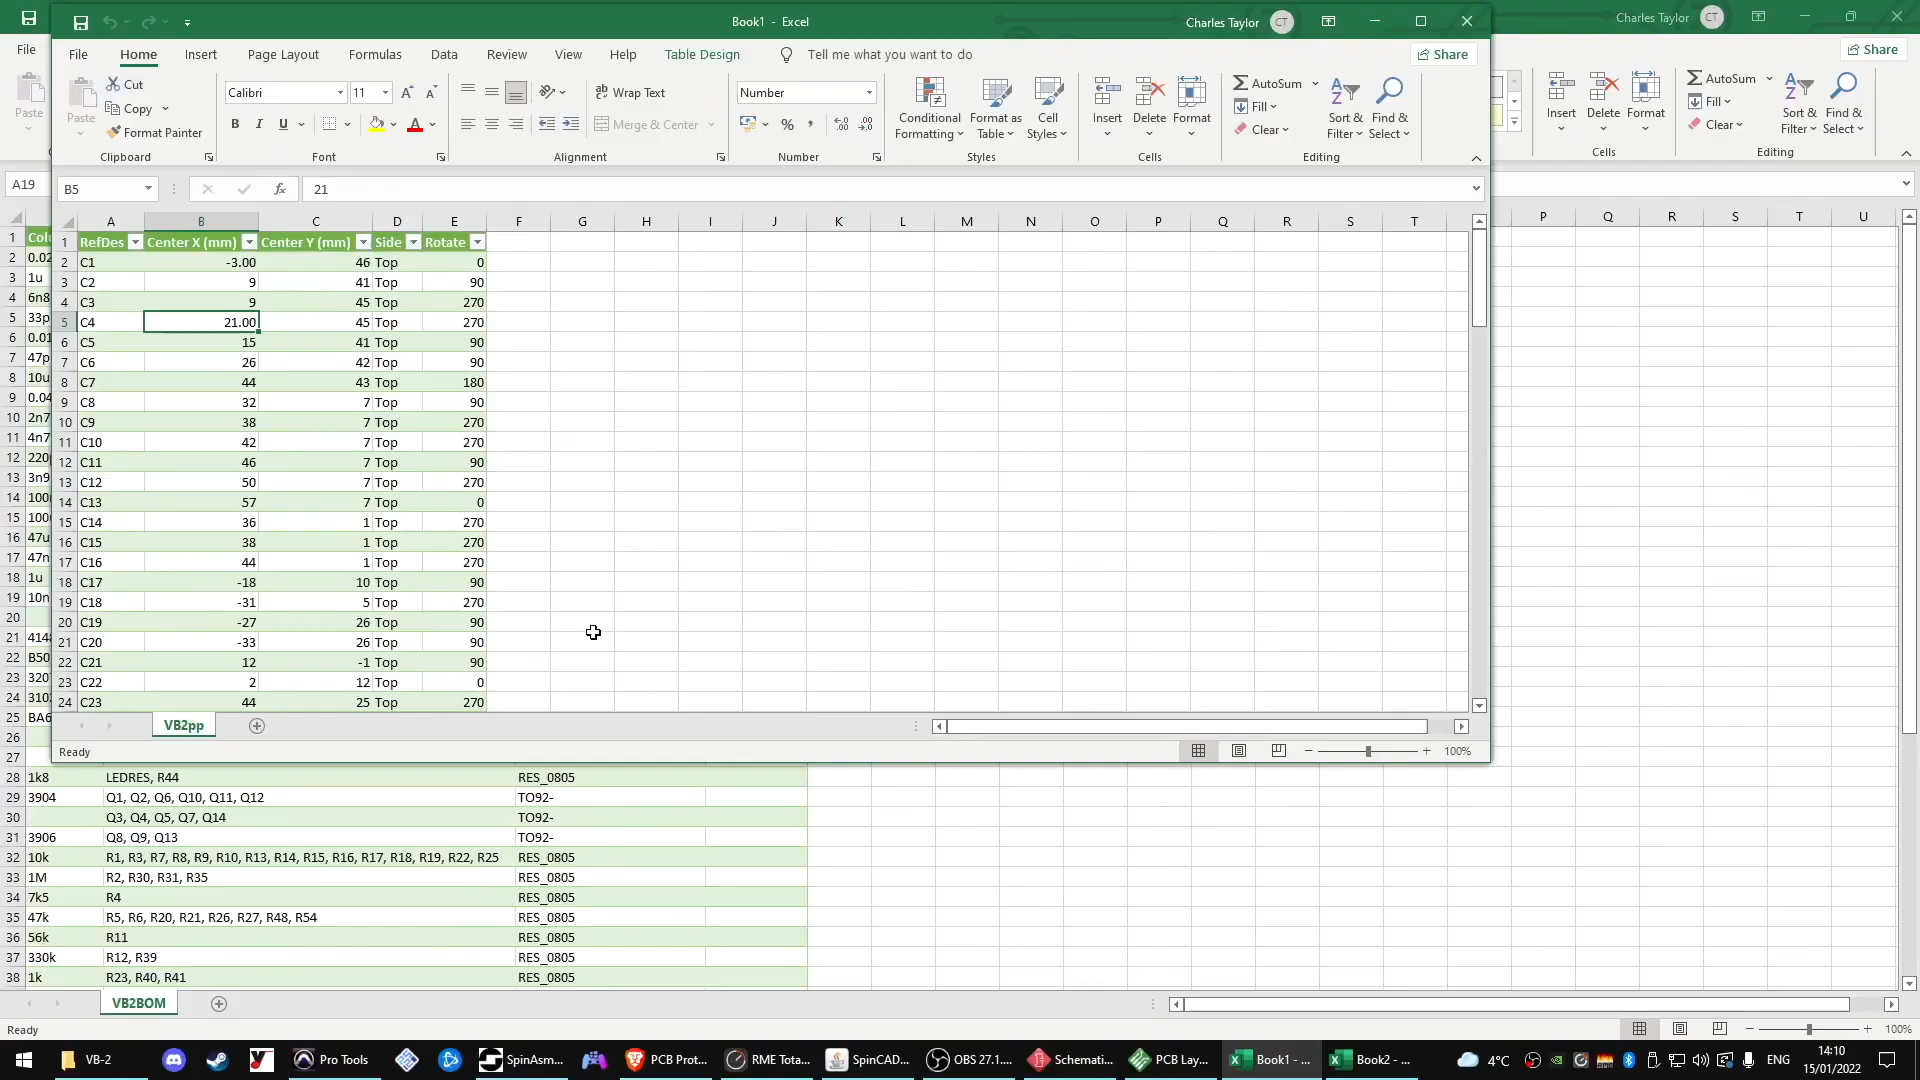 Book1 - Excel
Charles Taylor CT
Charles Taylor CT
File
File Home Insert Page Layout Formulas Data Review View Help Table Design Tell me what you want to do Share
Share
Paste
Paste
Cut
Copy
Format Painter
Clipboard
Calibri 11
B I U
Font
Wrap Text
Merge & Center
Alignment
Number
%
Number
Conditional Formatting
Format as Table
Cell Styles
Styles
Insert Delete Format
Cells
AutoSum
Fill
Clear
Sort & Filter
Find & Select
Editing
Insert Delete Format
Cells
AutoSum
Fill
Clear
Sort & Filter
Find & Select
Editing
A19
B5 fx 21
A B C D E F G H I J K L M N O P Q R S T
P Q R S T U
1 RefDes Center X (mm) Center Y (mm) Side Rotate
2 C1 -3.00 46 Top 0
3 C2 9 41 Top 90
4 C3 9 45 Top 270
5 C4 21.00 45 Top 270
6 C5 15 41 Top 90
7 C6 26 42 Top 90
8 C7 44 43 Top 180
9 C8 32 7 Top 90
10 C9 38 7 Top 270
11 C10 42 7 Top 270
12 C11 46 7 Top 90
13 C12 50 7 Top 270
14 C13 57 7 Top 0
15 C14 36 1 Top 270
16 C15 38 1 Top 270
17 C16 44 1 Top 270
18 C17 -18 10 Top 90
19 C18 -31 5 Top 270
20 C19 -27 26 Top 90
21 C20 -33 26 Top 90
22 C21 12 -1 Top 90
23 C22 2 12 Top 0
24 C23 44 25 Top 270
VB2pp
Ready 100%
1
2 0.02
3 1u
4 6n8
5 33p
6 0.01
7 47p
8 10u
9 0.04
10 2n7
11 4n7
12 220
13 3n9
14 100
15 100
16 47u
17 47n
18 1u
19 10n
20
21 4148
22 B50
23 320
24 310
25 BA6
26
27
28 1k8 LEDRES, R44 RES_0805
29 3904 Q1, Q2, Q6, Q10, Q11, Q12 TO92-
30 Q3, Q4, Q5, Q7, Q14 TO92-
31 3906 Q8, Q9, Q13 TO92-
32 10k R1, R3, R7, R8, R9, R10, R13, R14, R15, R16, R17, R18, R19, R22, R25 RES_0805
33 1M R2, R30, R31, R35 RES_0805
34 7k5 R4 RES_0805
35 47k R5, R6, R20, R21, R26, R27, R48, R54 RES_0805
36 56k R11 RES_0805
37 330k R12, R39 RES_0805
38 1k R23, R40, R41 RES_0805
VB2BOM
Ready 100%
VB-2 Pro Tools SpinAsm... PCB Prot... RME Tota... SpinCAD... OBS 27.1.... Schemati... PCB Lay... Book1 - ... Book2 - ... 4°C ENG 14:10
15/01/2022